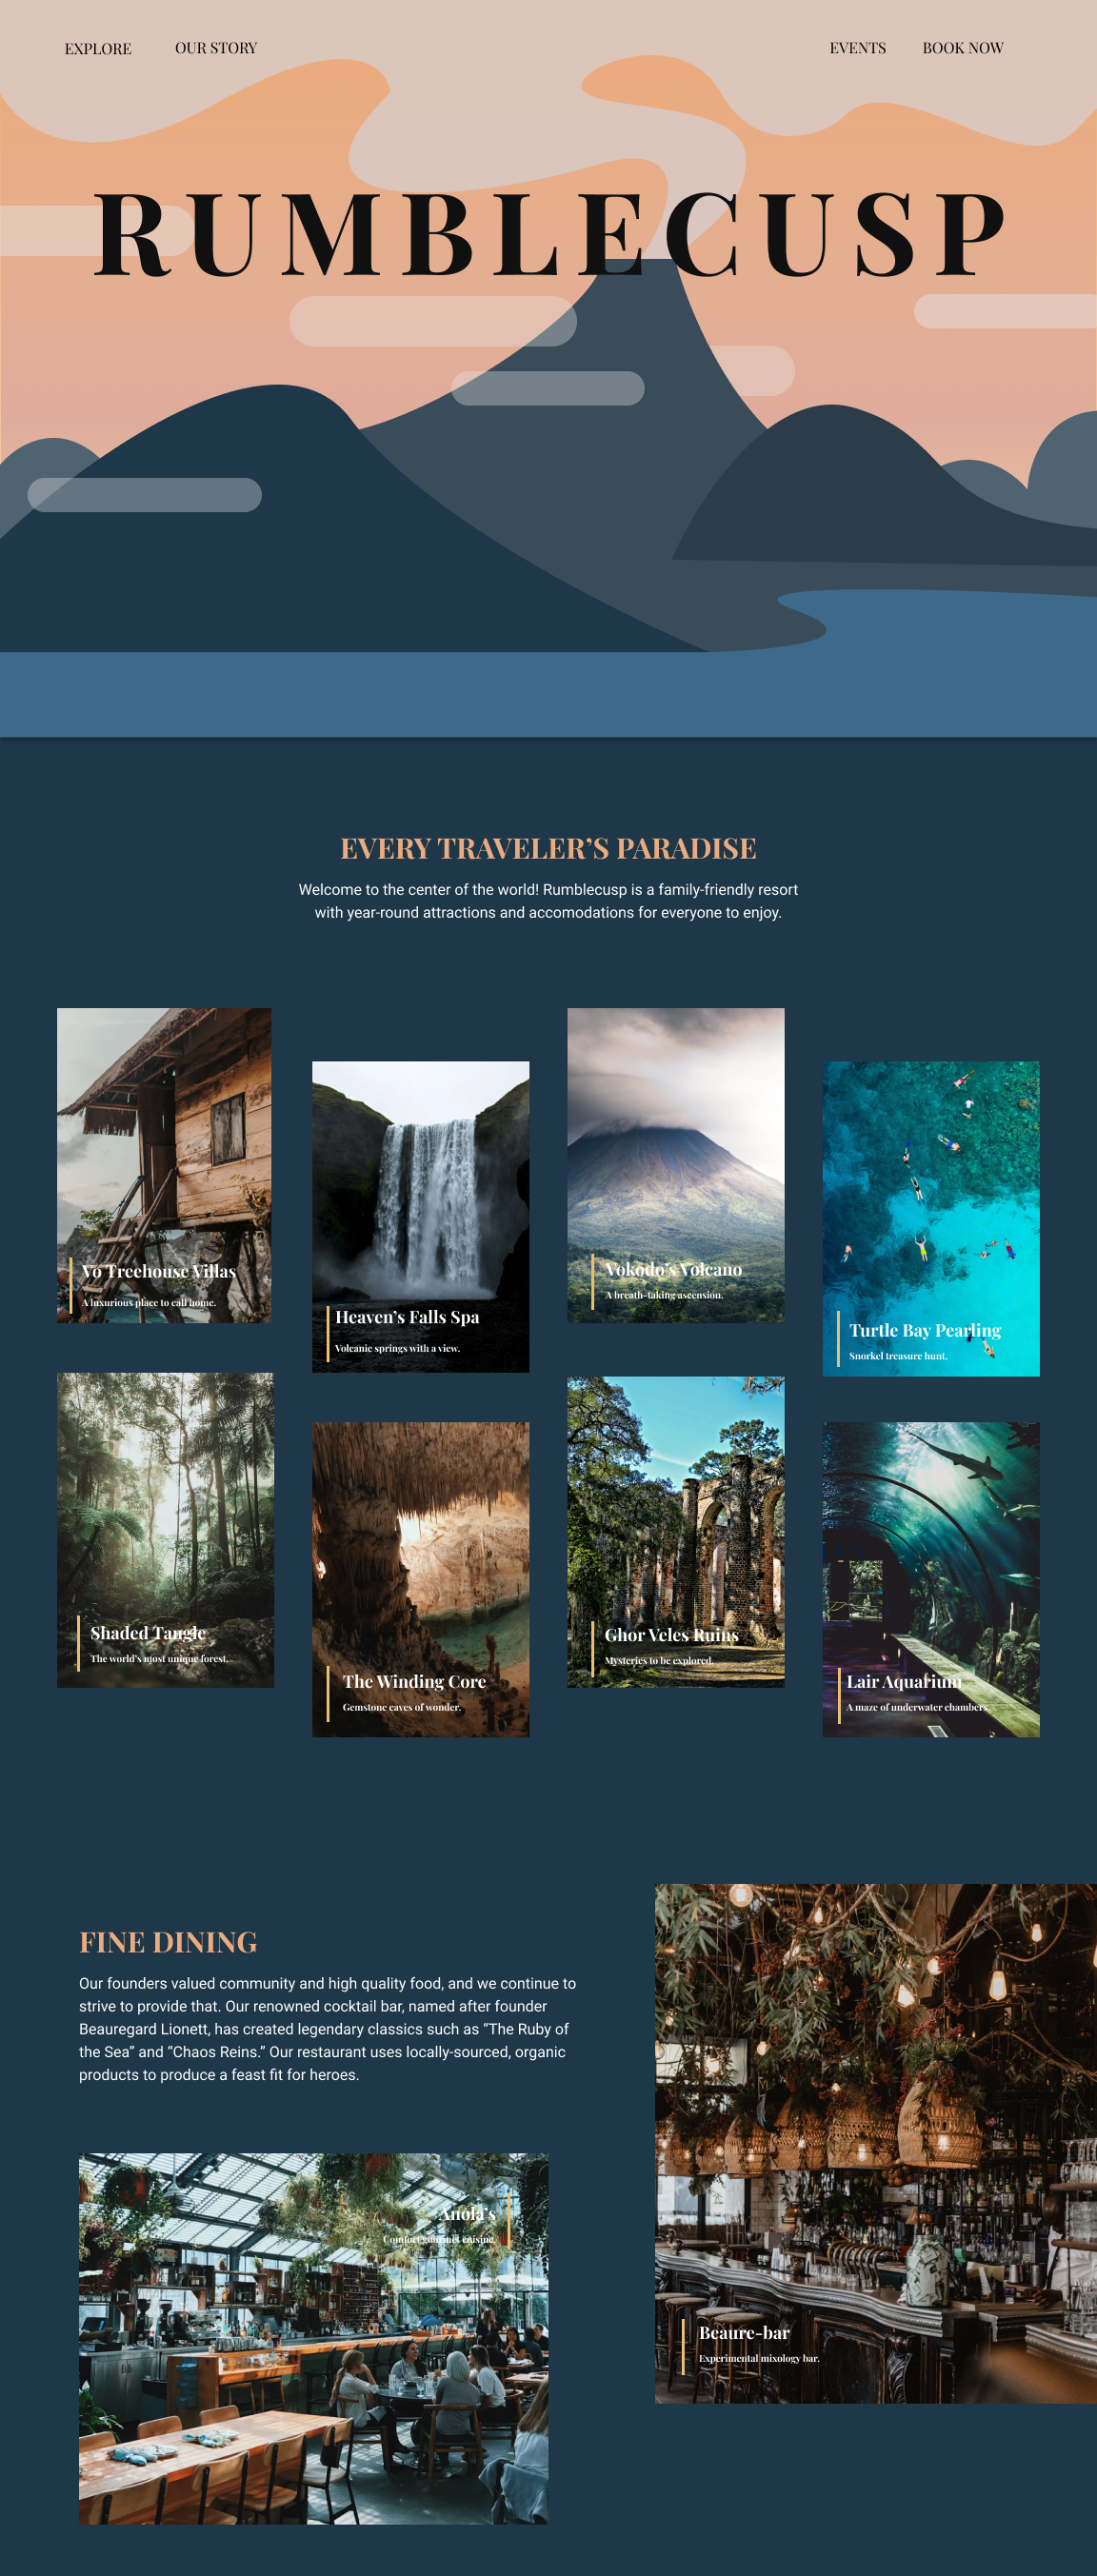 EXPLORE
OUR STORY
EVENTS
BOOK NOW
RUMBLECUSP
EVERY TRAVELER’S PARADISE
Welcome to the center of the world! Rumblecusp is a family-friendly resort
with year-round attractions and accomodations for everyone to enjoy.
Vo Treehouse Villas
A luxurious place to call home.
Heaven’s Falls Spa
Volcanic springs with a view.
Vokodo’s Volcano
A breath-taking ascension.
Turtle Bay Pearling
Snorkel treasure hunt.
Shaded Tangle
The world’s most unique forest.
The Winding Core
Gemstone caves of wonder.
Ghor Veles Ruins
Mysteries to be explored.
Lair Aquarium
A maze of underwater chambers.
FINE DINING
Our founders valued community and high quality food, and we continue to
strive to provide that. Our renowned cocktail bar, named after founder
Beauregard Lionett, has created legendary classics such as “The Ruby of
the Sea” and “Chaos Reins.” Our restaurant uses locally-sourced, organic
products to produce a feast fit for heroes.
Anola’s
Comfort gourmet cuisine.
Beaure-bar
Experimental mixology bar.